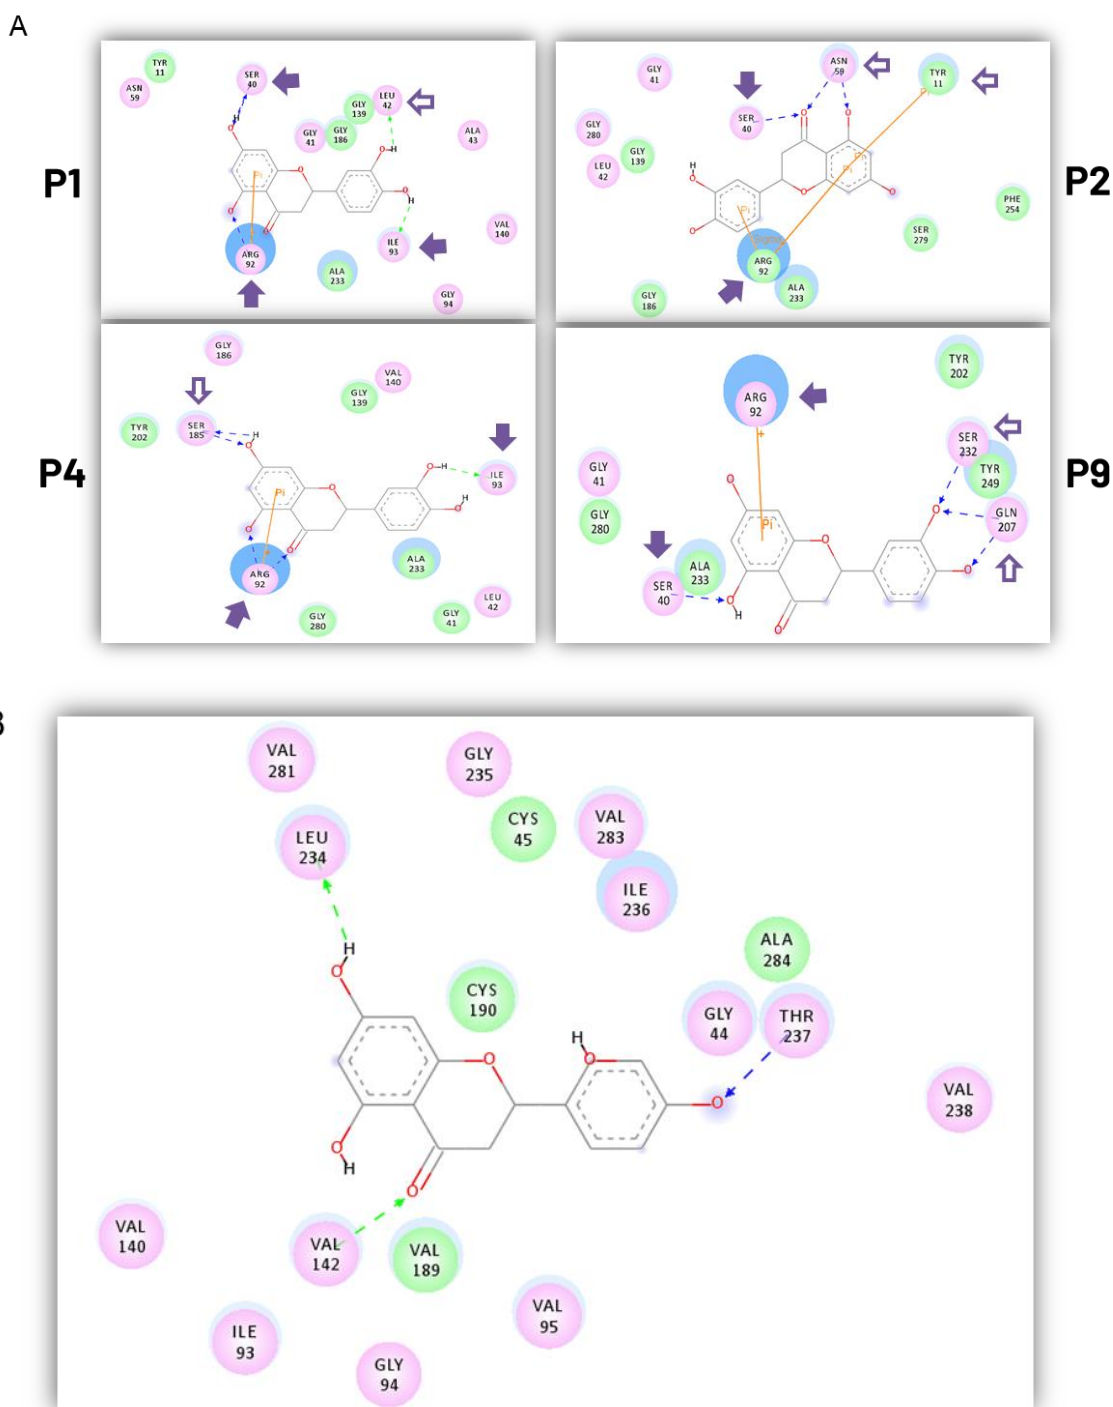 A
P1
TYR
11
ASN
59
SER
40
GLY
139
LEU
42
GLY
41
GLY
186
ALA
43
VAL
140
ILE
93
ARG
92
ALA
233
GLY
94
H
O
O
O
O
H
O
O
H
Pi
+
P2
GLY
41
ASN
59
TYR
11
SER
40
GLY
280
GLY
139
LEU
42
PHE
254
SER
279
ARG
92
ALA
233
GLY
186
O
O
H
O
O
O
O
Pi
Pi
P4
GLY
186
VAL
140
GLY
139
TYR
202
SER
185
ILE
93
ALA
233
ARG
92
GLY
280
GLY
41
LEU
42
H
O
O
H
O
O
H
O
O
Pi
+
P9
ARG
92
TYR
202
SER
232
GLY
41
TYR
249
GLN
207
GLY
280
ALA
233
SER
40
+
Pi
O
O
O
O
O
H
O
VAL
281
GLY
235
CYS
45
VAL
283
LEU
234
ILE
236
ALA
284
CYS
190
GLY
44
THR
237
VAL
238
H
O
H
O
O
O
O
H
O
VAL
140
VAL
142
VAL
189
VAL
95
ILE
93
GLY
94